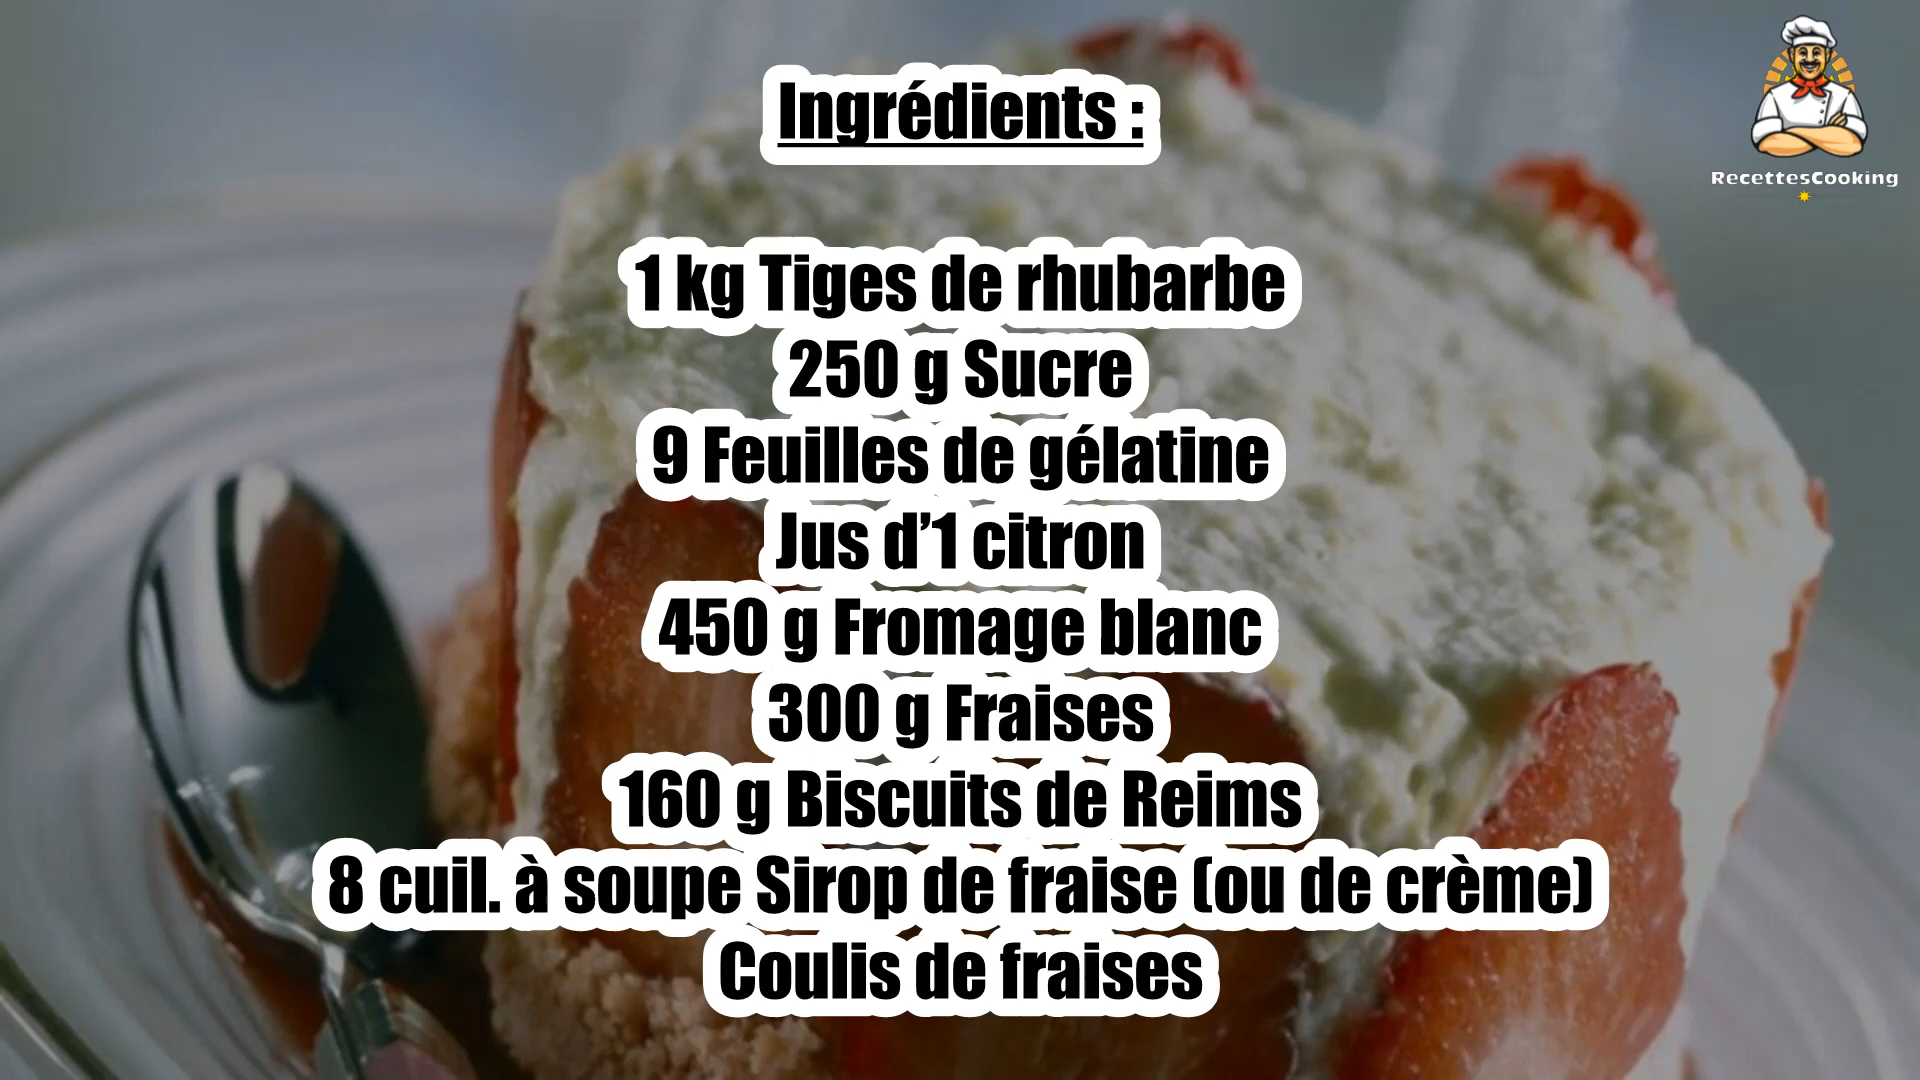 Ingrédients :
RecettesCooking
1 kg Tiges de rhubarbe
250 g Sucre
9 Feuilles de gélatine
Jus d’1 citron
450 g Fromage blanc
300 g Fraises
160 g Biscuits de Reims
8 cuil. à soupe Sirop de fraise (ou de crème)
Coulis de fraises